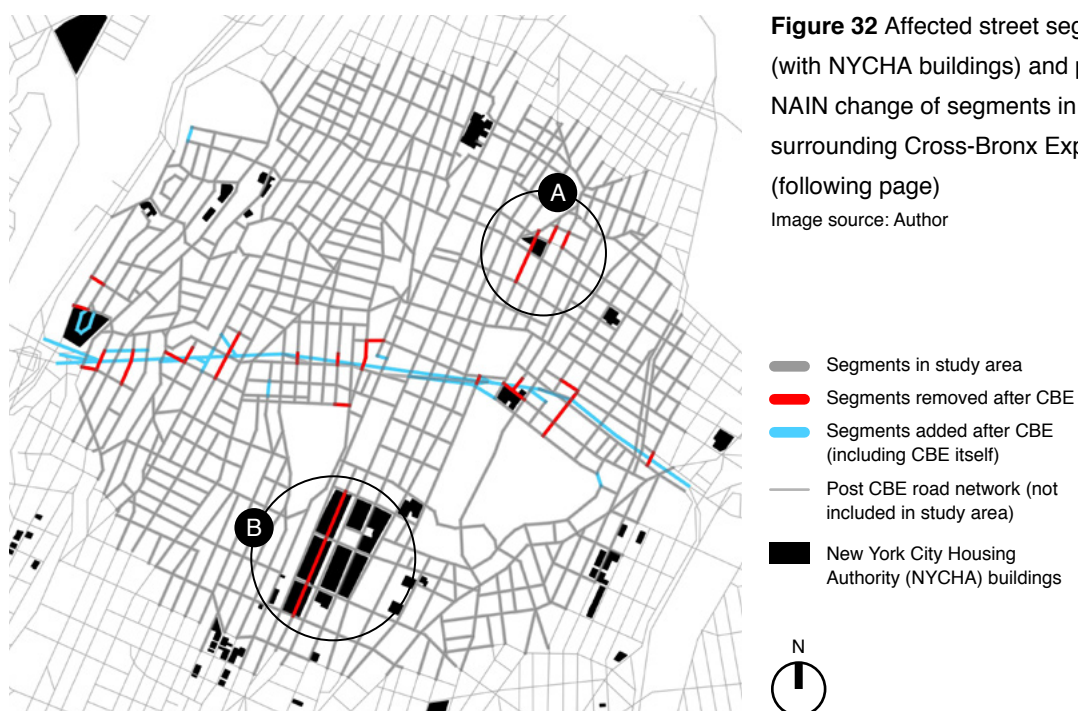 Figure 32 Affected street seg
(with NYCHA buildings) and p
NAIN change of segments in
surrounding Cross-Bronx Exp
(following page)
Image source: Author
A
B
Segments in study area
Segments removed after CBE
Segments added after CBE
(including CBE itself)
Post CBE road network (not
included in study area)
New York City Housing
Authority (NYCHA) buildings
N